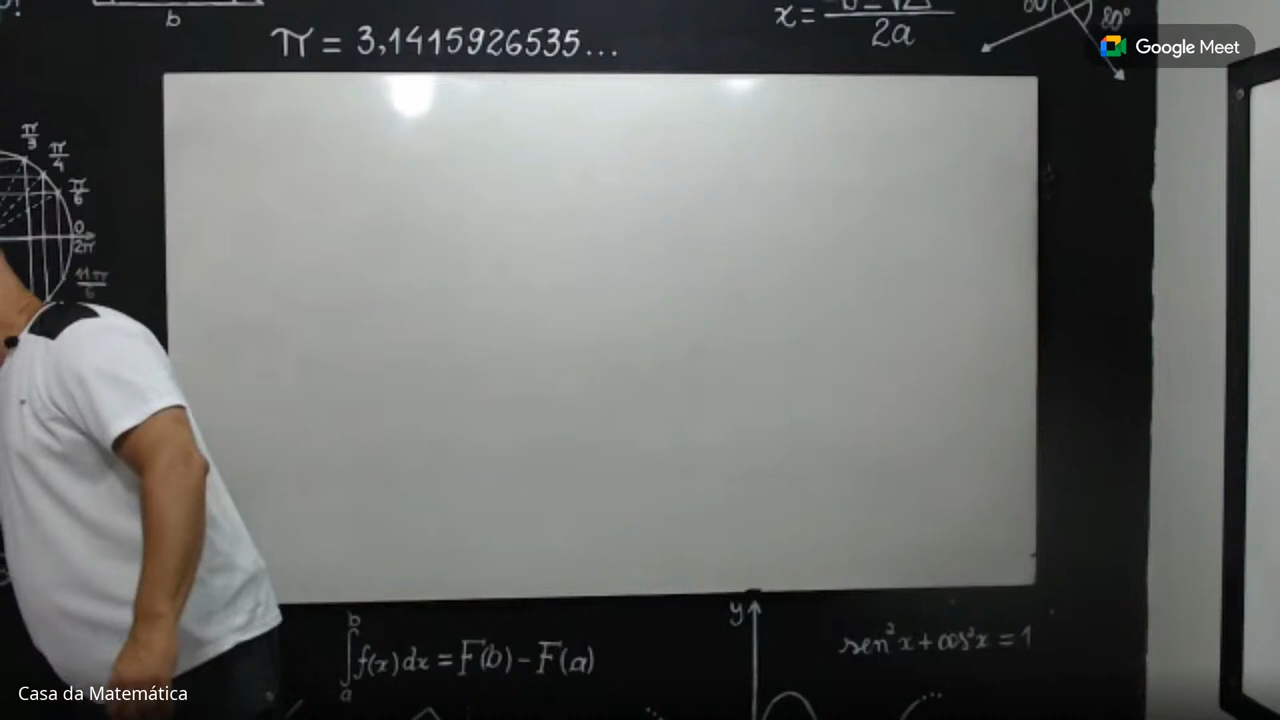 b
π = 3,1415926535...
x =
2a
80°
Google Meet
π/3
π/4
π/6
0
2π
11π/6
b
∫ f(x) dx = F(b) - F(a)
a
y
sen²x + cos²x = 1
Casa da Matemática